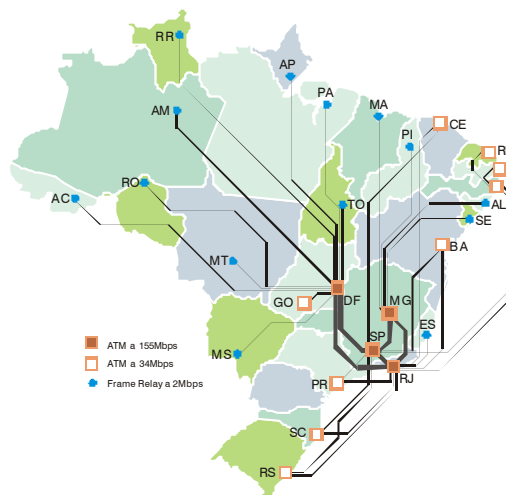 RR
AP
PA
MA
AM
CE
PI
R
RO
AC
TO
AL
SE
MT
BA
GO
DF
MG
ES
SP
MS
RJ
PR
SC
RS
ATM a 155Mbps
ATM a 34Mbps
Frame Relay a 2Mbps